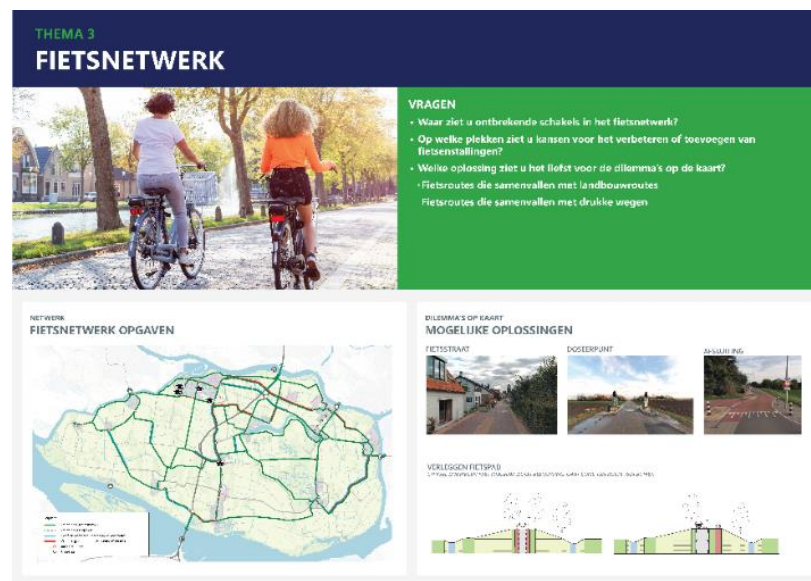 THEMA 3
FIETSNETWERK
VRAGEN
• Waar ziet u ontbrekende schakels in het fietsnetwerk?
• Op welke plekken ziet u kansen voor het verbeteren of toevoegen van
fietsenstallingen?
• Welke oplossing ziet u het liefst voor de dilemma's op de kaart?
Fietsroutes die samenvallen met landbouwroutes
Fietsroutes die samenvallen met drukke wegen
NETWERK
FIETSNETWERK OPGAVEN
DILEMMA'S OP KAART
MOGELIJKE OPLOSSINGEN
FIETSSTRAAT
DOSEERPUNT
AFSLUITING
VERLEGGEN FIETSPAD